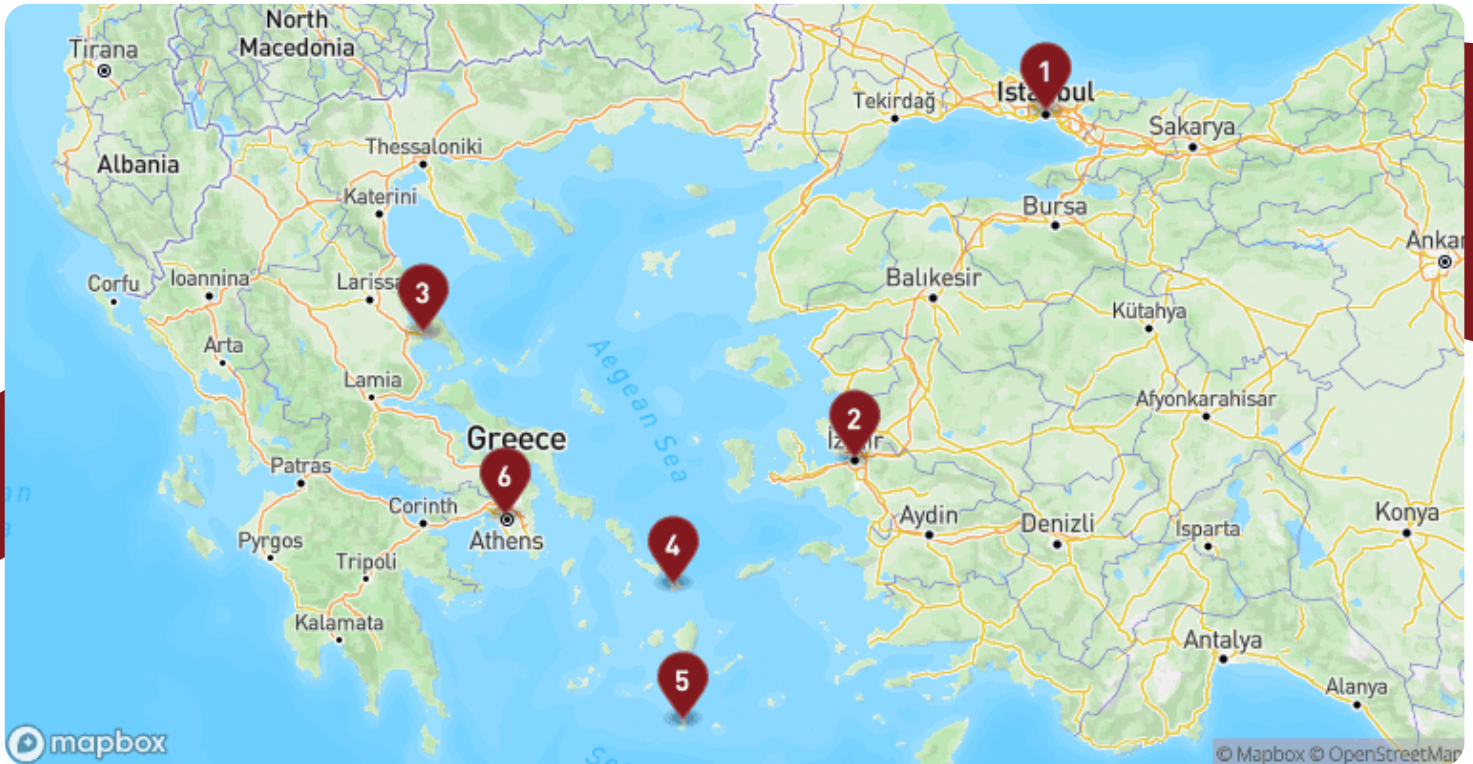 North
Macedonia
Tirana
1
Istanbul
Tekirdağ
Sakarya
Thessaloniki
Albania
Katerini
Bursa
Ankar
Corfu
Ioannina
Larissa
3
Balıkesir
Kütahya
Arta
Aegean Sea
Lamia
Afyonkarahisar
2
İzmir
Greece
Patras
6
Corinth
Athens
Pyrgos
Tripoli
4
Aydin
Denizli
Isparta
Konya
Kalamata
Antalya
5
Alanya
mapbox
© Mapbox © OpenStreetMap